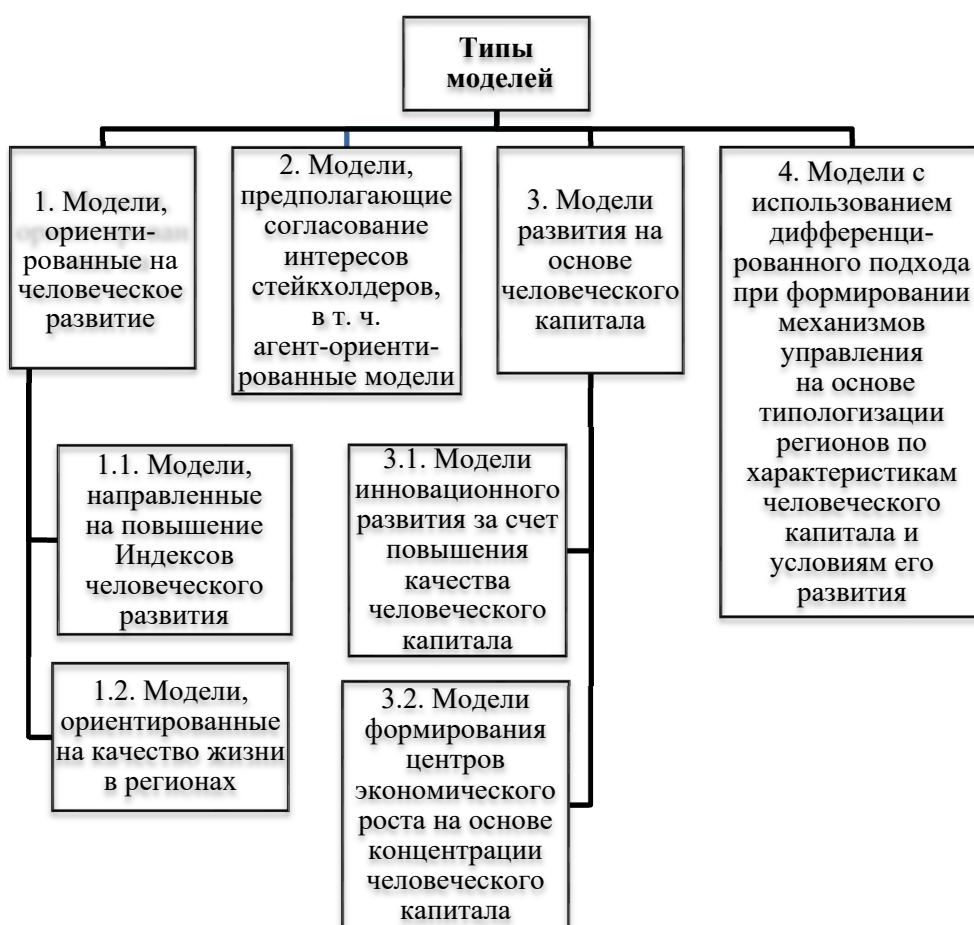 Типы
моделей
1. Модели,
ориенти-
рованные на
человеческое
развитие
2. Модели,
предполагающие
согласование
интересов
стейкхолдеров,
в т. ч.
агент-ориенти-
рованные модели
3. Модели
развития на
основе
человеческого
капитала
4. Модели с
использованием
дифференци-
рованного подхода
при формировании
механизмов
управления
на основе
типологизации
регионов по
характеристикам
человеческого
капитала и
условиям его
развития
1.1. Модели,
направленные
на повышение
Индексов
человеческого
развития
1.2. Модели,
ориентированные
на качество жизни
в регионах
3.1. Модели
инновационного
развития за счет
повышения
качества
человеческого
капитала
3.2. Модели
формирования
центров
экономического
роста на основе
концентрации
человеческого
капитала